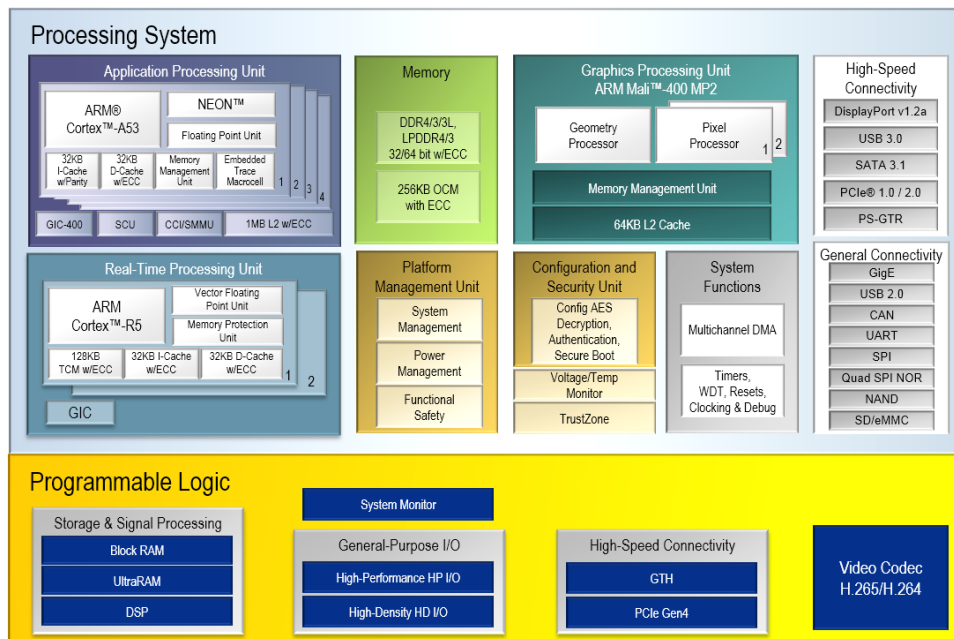 Processing System
Application Processing Unit
ARM®
Cortex™-A53
NEON™
Floating Point Unit
32KB
I-Cache
w/Parity
32KB
D-Cache
w/ECC
Memory
Management
Unit
Embedded
Trace
Macrocell
1
2
3
4
GIC-400
SCU
CCI/SMMU
1MB L2 w/ECC
Memory
DDR4/3/3L,
LPDDR4/3
32/64 bit w/ECC
256KB OCM
with ECC
Graphics Processing Unit
ARM Mali™-400 MP2
Geometry
Processor
Pixel
Processor
1
2
Memory Management Unit
64KB L2 Cache
High-Speed
Connectivity
DisplayPort v1.2a
USB 3.0
SATA 3.1
PCIe® 1.0 / 2.0
PS-GTR
Real-Time Processing Unit
ARM
Cortex™-R5
Vector Floating
Point Unit
Memory Protection
Unit
128KB
TCM w/ECC
32KB I-Cache
w/ECC
32KB D-Cache
w/ECC
1
2
GIC
Platform
Management Unit
System
Management
Power
Management
Functional
Safety
Configuration and
Security Unit
Config AES
Decryption,
Authentication,
Secure Boot
Voltage/Temp
Monitor
TrustZone
System
Functions
Multichannel DMA
Timers,
WDT, Resets,
Clocking & Debug
General Connectivity
GigE
USB 2.0
CAN
UART
SPI
Quad SPI NOR
NAND
SD/eMMC
Programmable Logic
Storage & Signal Processing
Block RAM
UltraRAM
DSP
System Monitor
General-Purpose I/O
High-Performance HP I/O
High-Density HD I/O
High-Speed Connectivity
GTH
PCIe Gen4
Video Codec
H.265/H.264